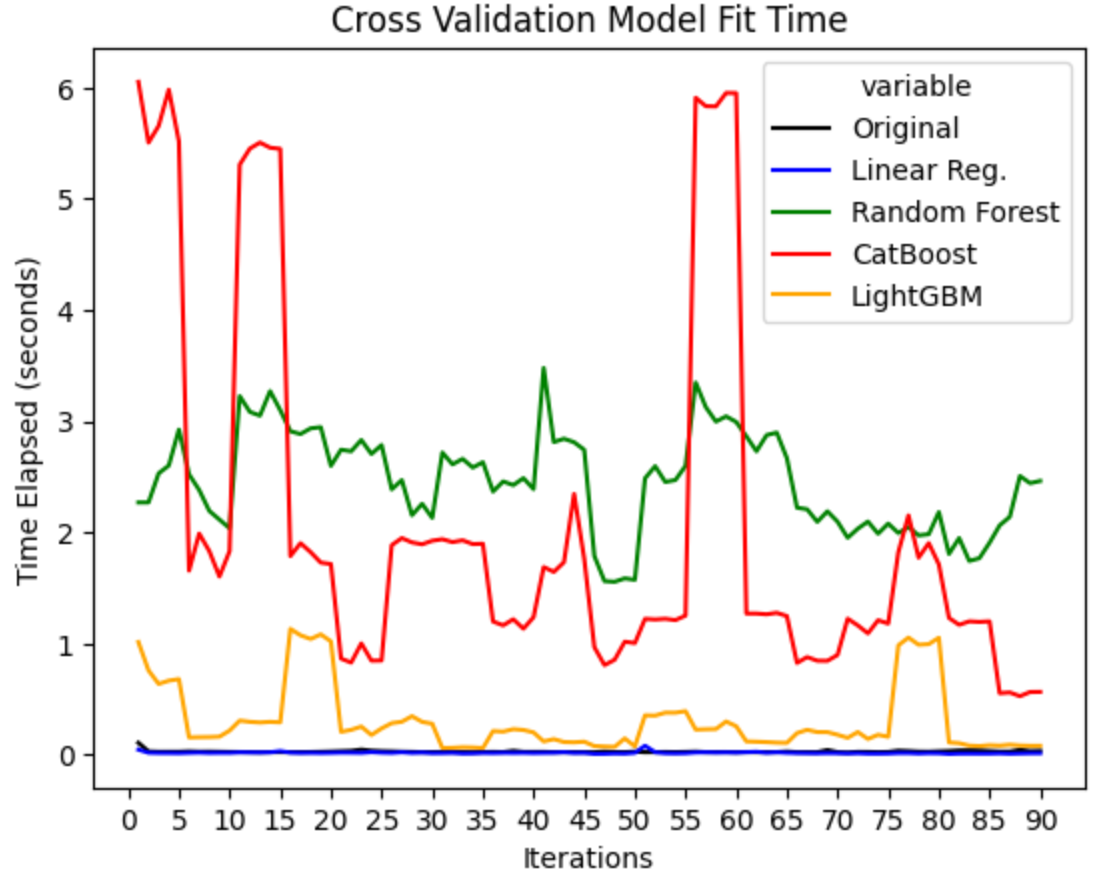 Cross Validation Model Fit Time
variable
Original
Linear Reg.
Random Forest
CatBoost
LightGBM
Time Elapsed (seconds)
6
5
4
3
2
1
0
0 5 10 15 20 25 30 35 40 45 50 55 60 65 70 75 80 85 90
Iterations